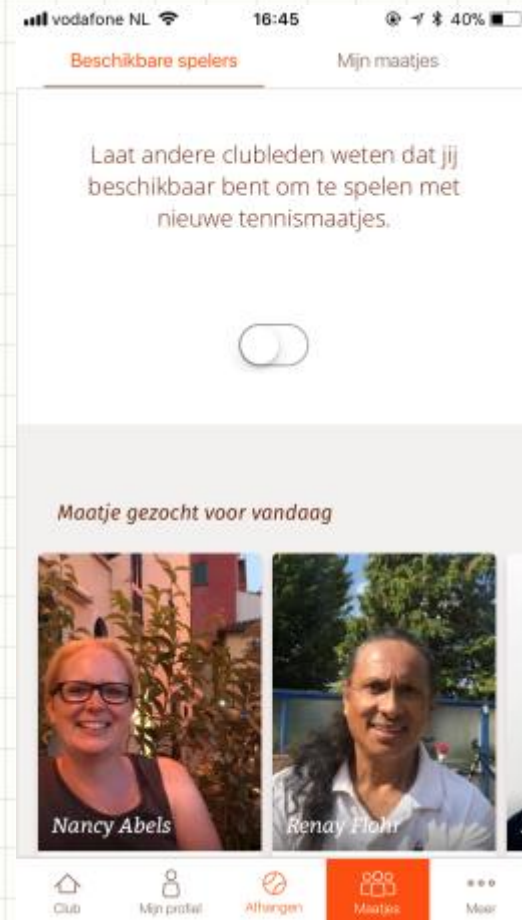 vodafone NL 16:45 40%
Beschikbare spelers Mijn maatjes
Laat andere clubleden weten dat jij
beschikbaar bent om te spelen met
nieuwe tennismaatjes.
Maatje gezocht voor vandaag
Nancy Abels Renay Flohr
Club Mijn profiel Afhangen Maatjes Meer